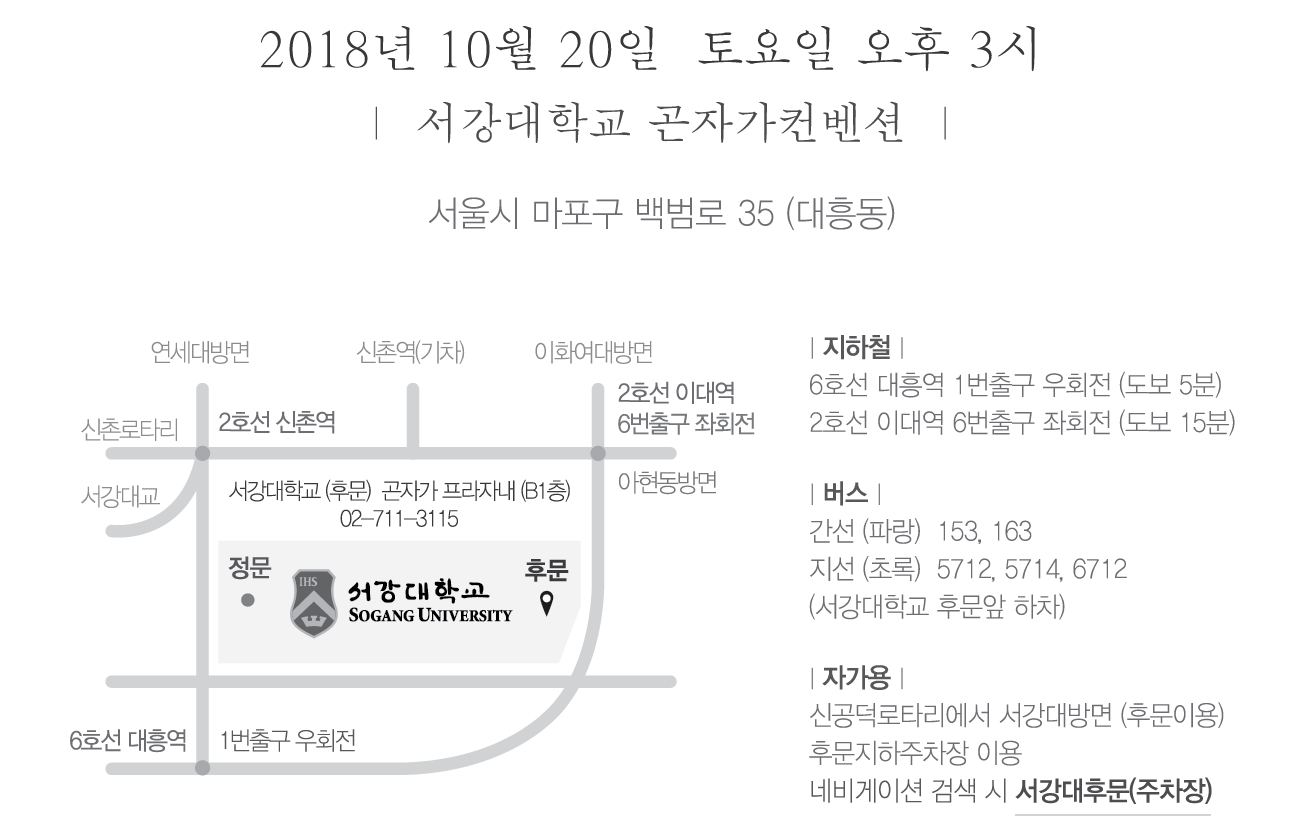 2018년 10월 20일 토요일 오후 3시
| 서강대학교 곤자가컨벤션 |
서울시 마포구 백범로 35 (대흥동)
연세대방면
신촌역(기차)
이화여대방면
신촌로타리
2호선 신촌역
2호선 이대역
6번출구 좌회전
서강대교
아현동방면
서강대학교 (후문) 곤자가 프라자내 (B1층)
02-711-3115
정문
IHS
서강대학교
SOGANG UNIVERSITY
후문
6호선 대흥역
1번출구 우회전
| 지하철 |
6호선 대흥역 1번출구 우회전 (도보 5분)
2호선 이대역 6번출구 좌회전 (도보 15분)
| 버스 |
간선 (파랑) 153, 163
지선 (초록) 5712, 5714, 6712
(서강대학교 후문앞 하차)
| 자가용 |
신공덕로타리에서 서강대방면 (후문이용)
후문지하주차장 이용
네비게이션 검색 시 서강대후문(주차장)